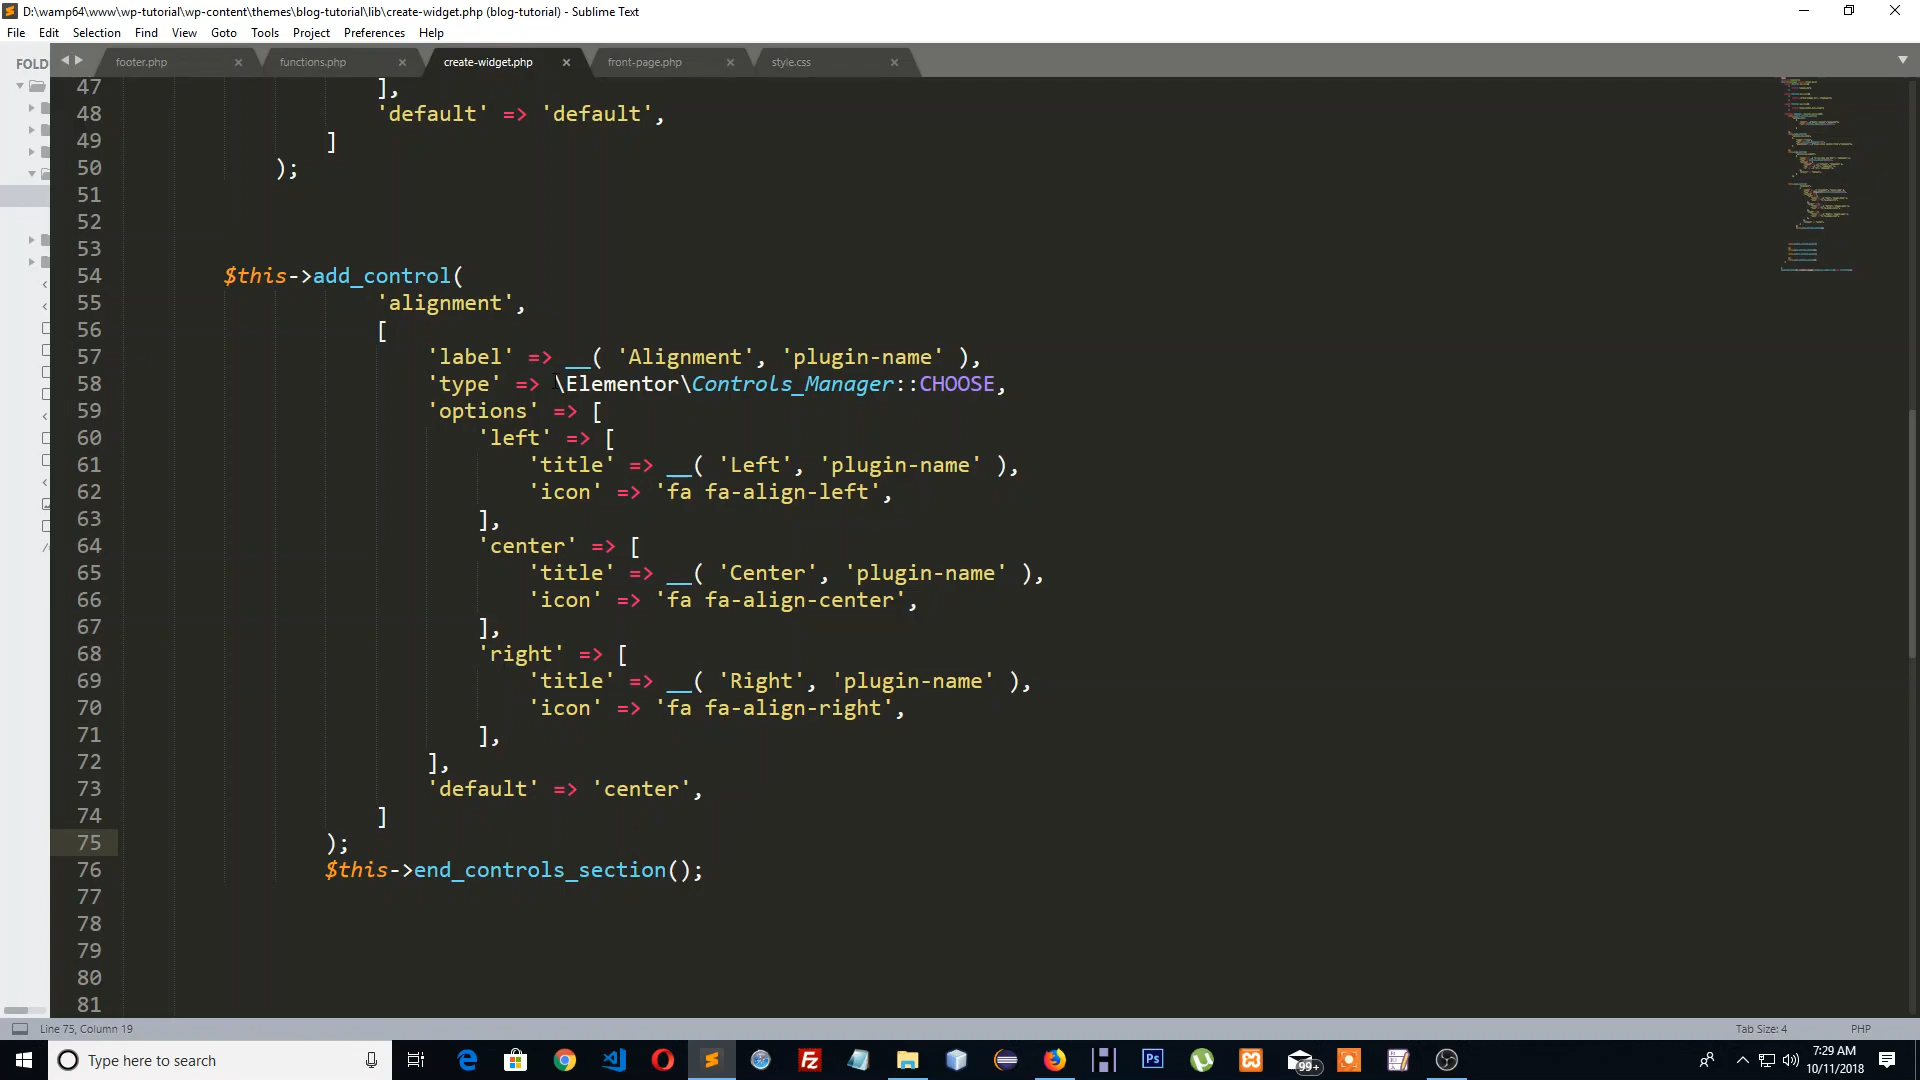 D:\wamp64\www\wp-tutorial\wp-content\themes\blog-tutorial\lib\create-widget.php (blog-tutorial) - Sublime Text
File Edit Selection Find View Goto Tools Project Preferences Help
FOLD
footer.php × functions.php × create-widget.php × front-page.php × style.css ×
47 ],
48 'default' => 'default',
49 ]
50 );
51
52
53
54 $this->add_control(
55 'alignment',
56 [
57 'label' => __( 'Alignment', 'plugin-name' ),
58 'type' => \Elementor\Controls_Manager::CHOOSE,
59 'options' => [
60 'left' => [
61 'title' => __( 'Left', 'plugin-name' ),
62 'icon' => 'fa fa-align-left',
63 ],
64 'center' => [
65 'title' => __( 'Center', 'plugin-name' ),
66 'icon' => 'fa fa-align-center',
67 ],
68 'right' => [
69 'title' => __( 'Right', 'plugin-name' ),
70 'icon' => 'fa fa-align-right',
71 ],
72 ],
73 'default' => 'center',
74 ]
75 );
76 $this->end_controls_section();
77
78
79
80
81
Line 75, Column 19 Tab Size: 4 PHP
Type here to search 99+ 7:29 AM
10/11/2018